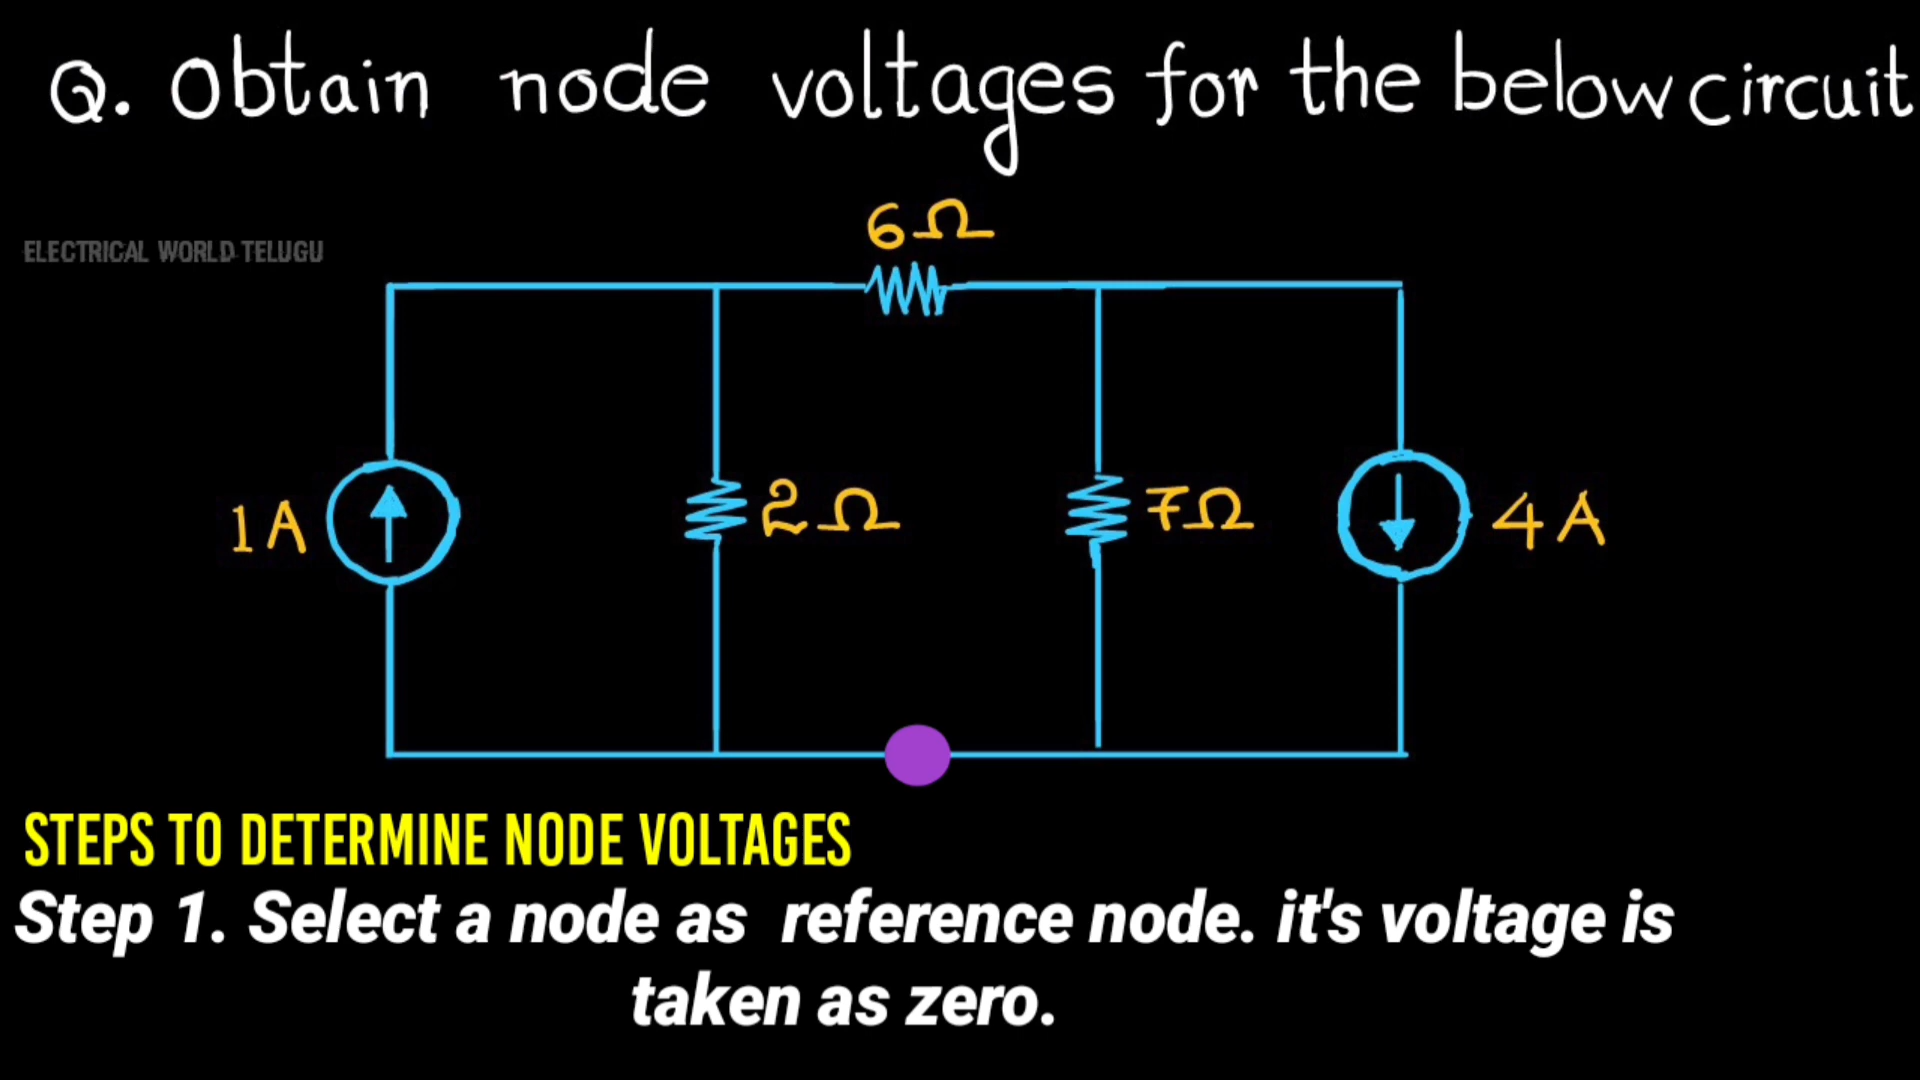 Q. Obtain node voltages for the below circuit
ELECTRICAL WORLD TELUGU
6Ω
1A
2Ω
7Ω
4A
STEPS TO DETERMINE NODE VOLTAGES
Step 1. Select a node as reference node. it's voltage is
taken as zero.